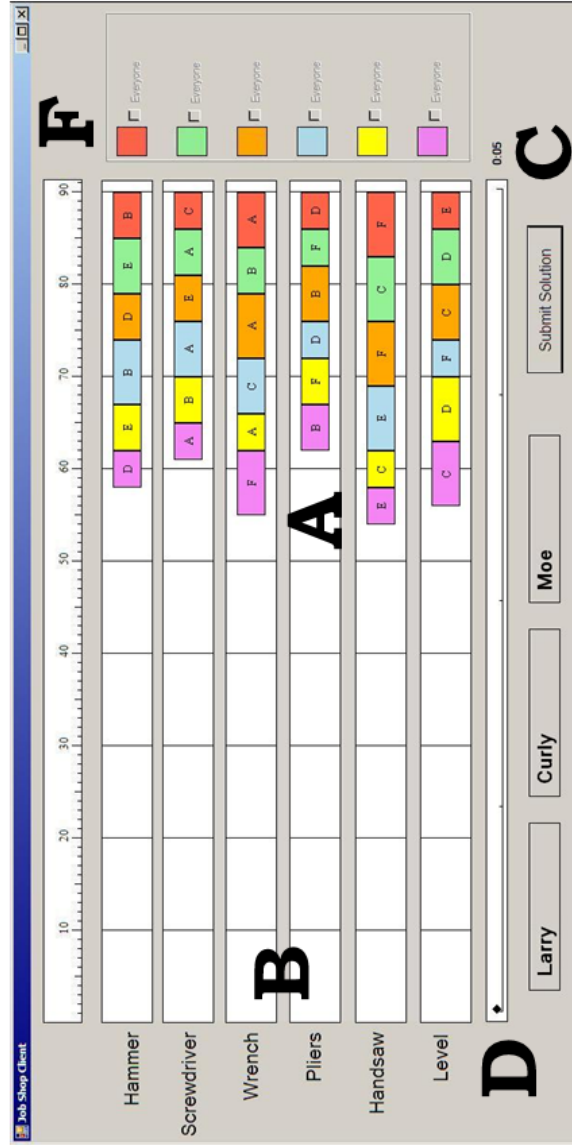 Job Shop Client
F
10 20 30 40 50 60 70 80 90
Hammer D E B D E B Everyone
Screwdriver A B A E A C Everyone
Wrench F A C A B A Everyone
B
Pliers B F D B F D Everyone
A
Handsaw E C E F C F Everyone
Level C D F C D E Everyone
0:05
D
C
Larry Curly Moe Submit Solution